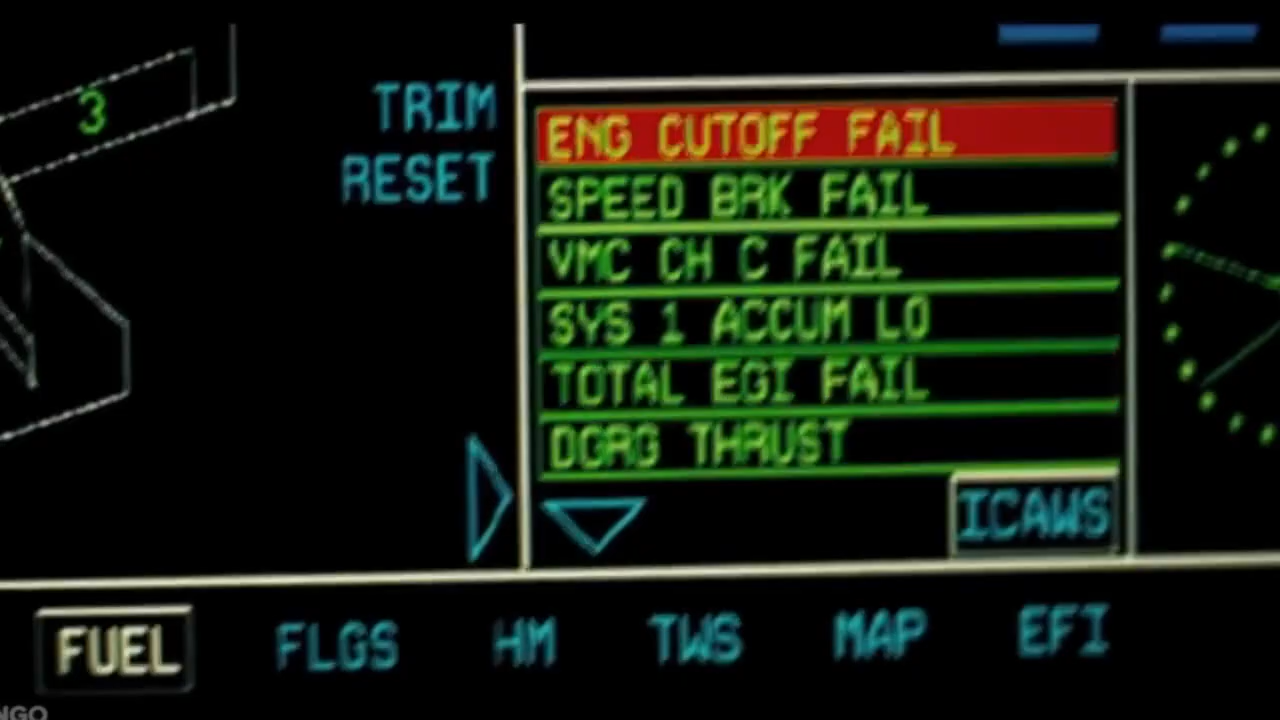 3
TRIM
RESET
ENG CUTOFF FAIL
SPEED BRK FAIL
VMC CH C FAIL
SYS 1 ACCUM LO
TOTAL EGI FAIL
DGRG THRUST
ICAWS
FUEL
FLGS
HM
TWS
MAP
EFI
NGO